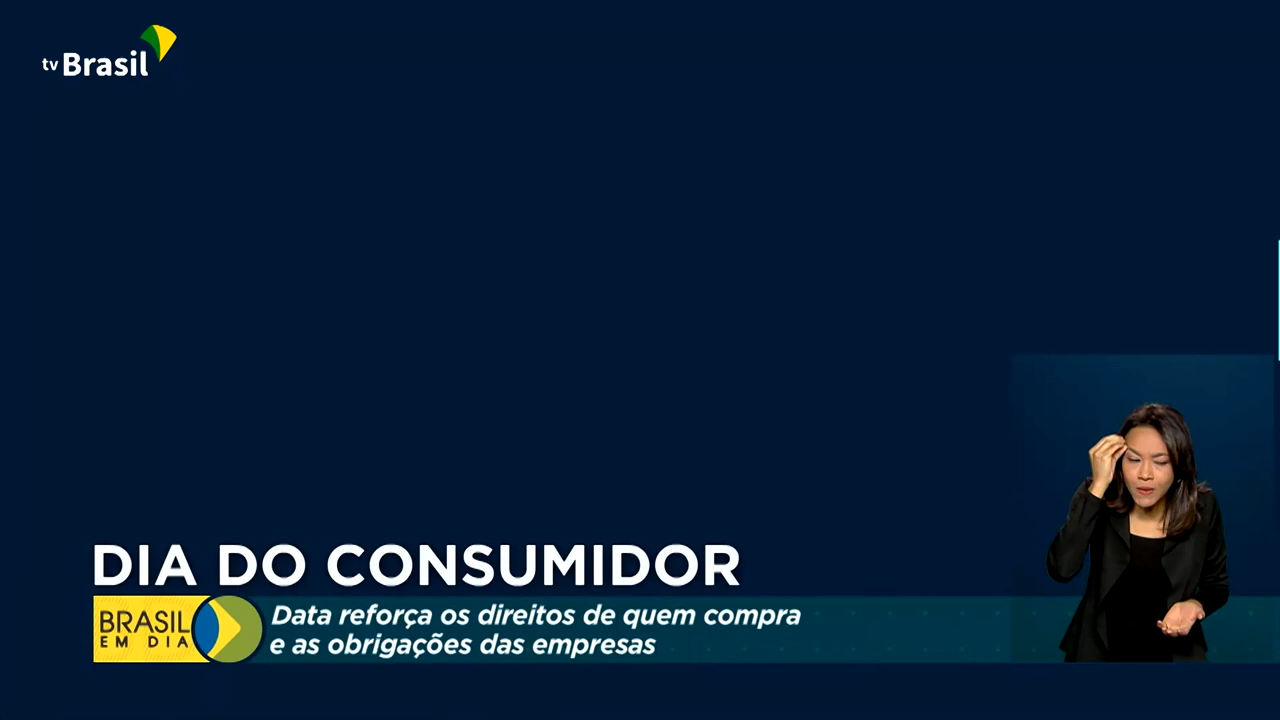 tv Brasil
DIA DO CONSUMIDOR
BRASIL
EM DIA
Data reforça os direitos de quem compra
e as obrigações das empresas